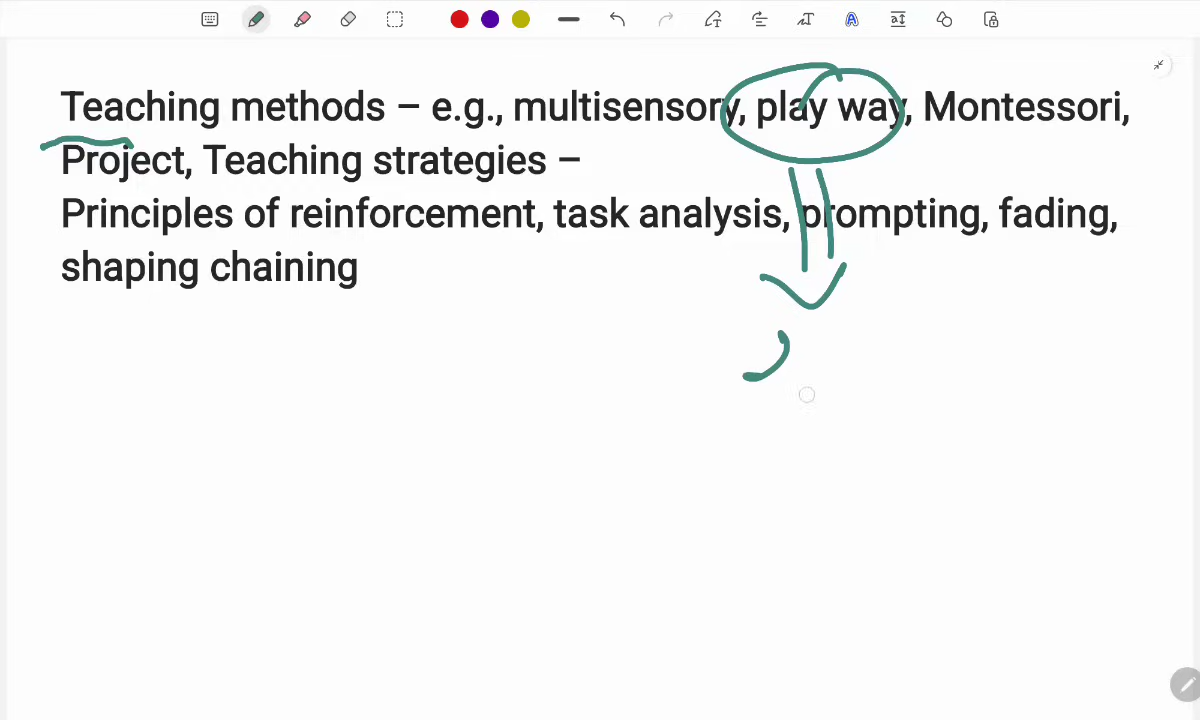 Teaching methods – e.g., multisensory, play way, Montessori,
Project, Teaching strategies –
Principles of reinforcement, task analysis, prompting, fading,
shaping chaining